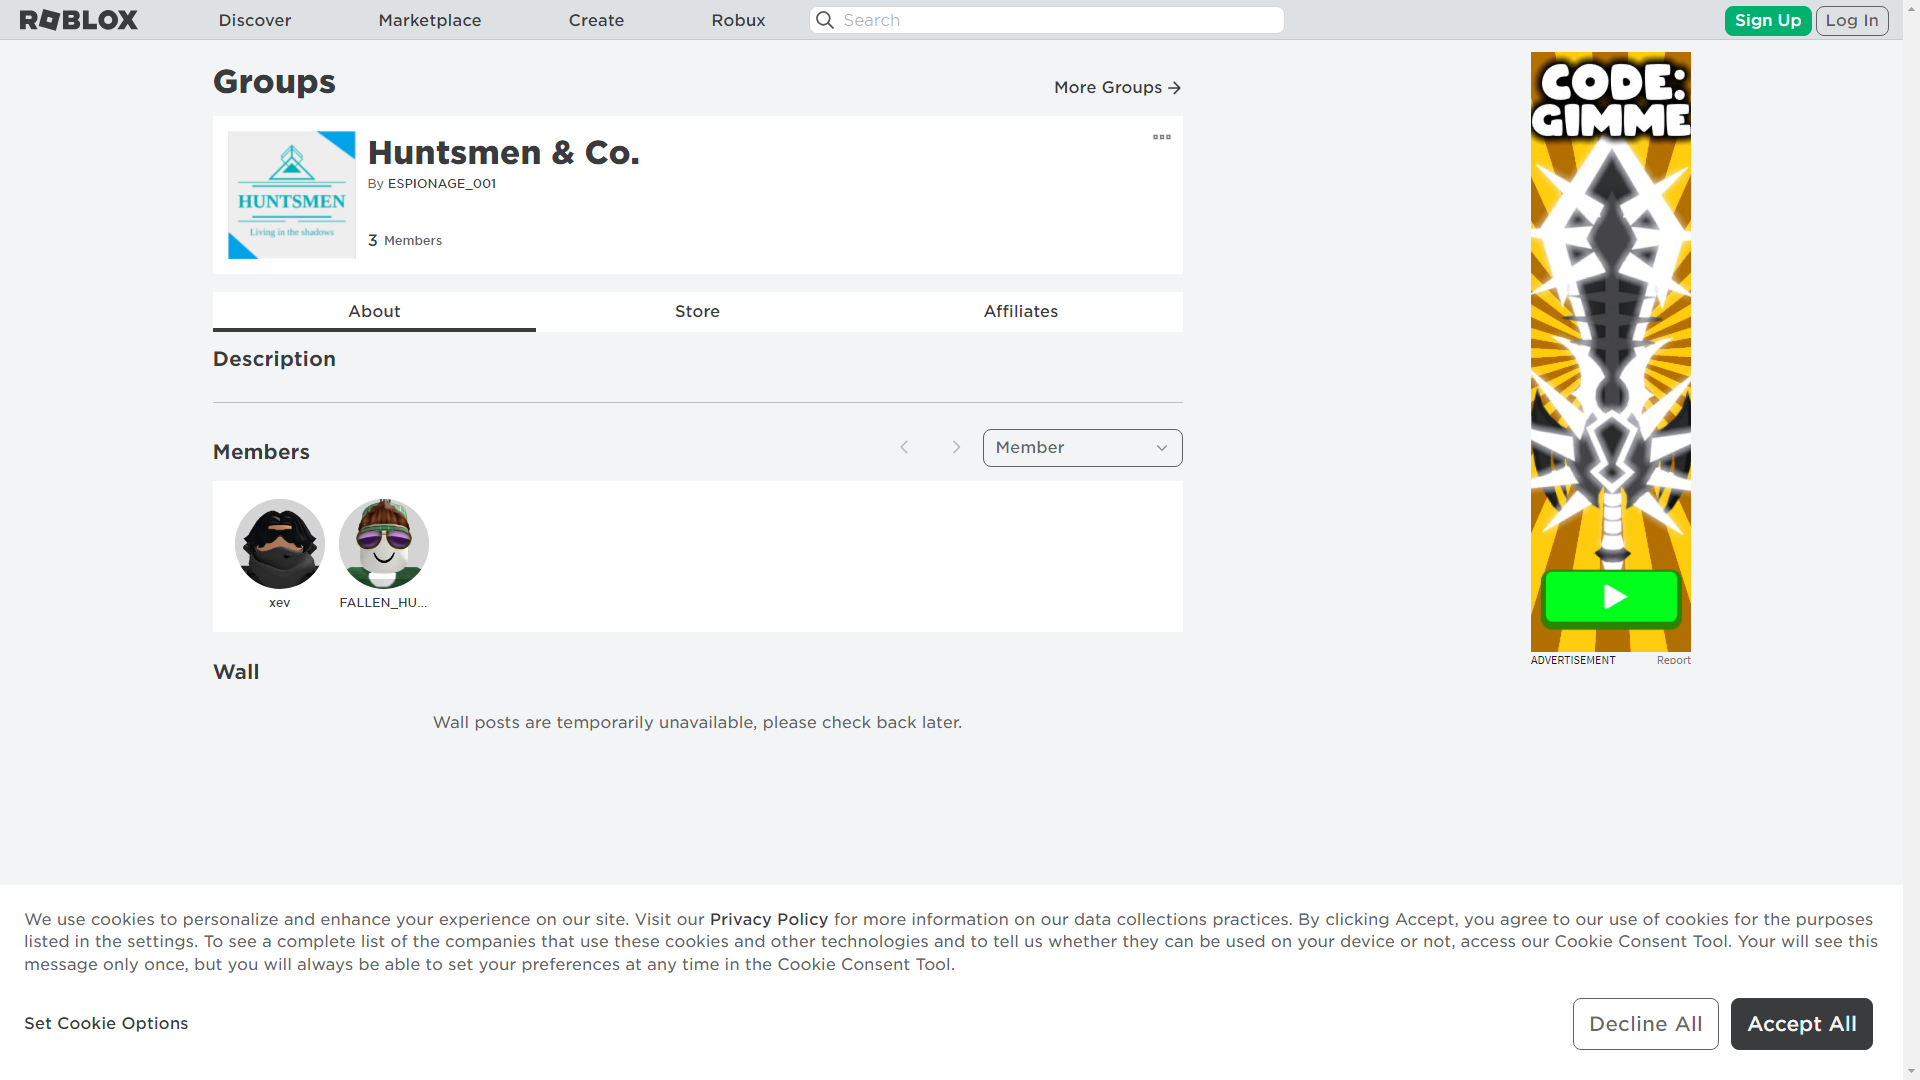 ROBLOX
Discover
Marketplace
Create
Robux
Search
Sign Up
Log In
Groups
More Groups
HUNTSMEN
Living in the shadows
Huntsmen & Co.
By ESPIONAGE_001
3 Members
About
Store
Affiliates
Description
Members
Member
xev
FALLEN_HU...
Wall
Wall posts are temporarily unavailable, please check back later.
CODE:
GIMME
ADVERTISEMENT
Report
We use cookies to personalize and enhance your experience on our site. Visit our Privacy Policy for more information on our data collections practices. By clicking Accept, you agree to our use of cookies for the purposes
listed in the settings. To see a complete list of the companies that use these cookies and other technologies and to tell us whether they can be used on your device or not, access our Cookie Consent Tool. Your will see this
message only once, but you will always be able to set your preferences at any time in the Cookie Consent Tool.
Set Cookie Options
Decline All
Accept All